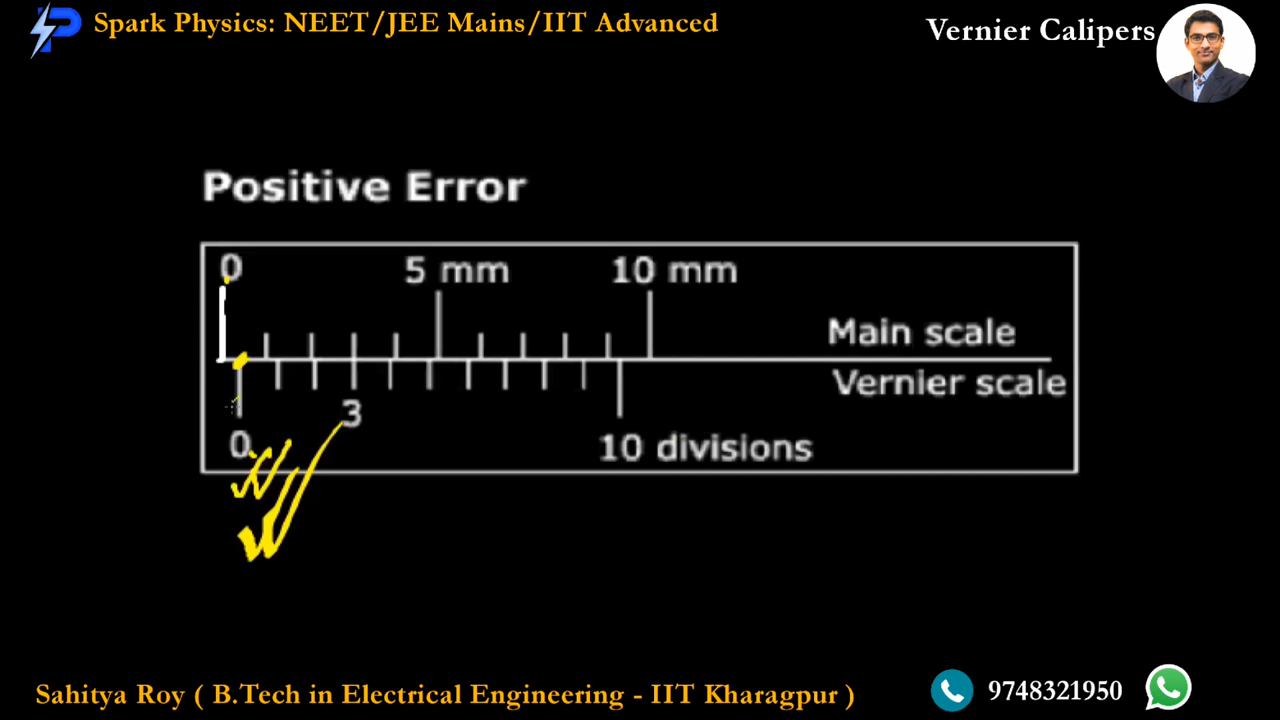 Spark Physics: NEET/JEE Mains/IIT Advanced
Vernier Calipers
Positive Error
0 5 mm 10 mm
Main scale
Vernier scale
3
0 10 divisions
Sahitya Roy ( B.Tech in Electrical Engineering - IIT Kharagpur )
9748321950